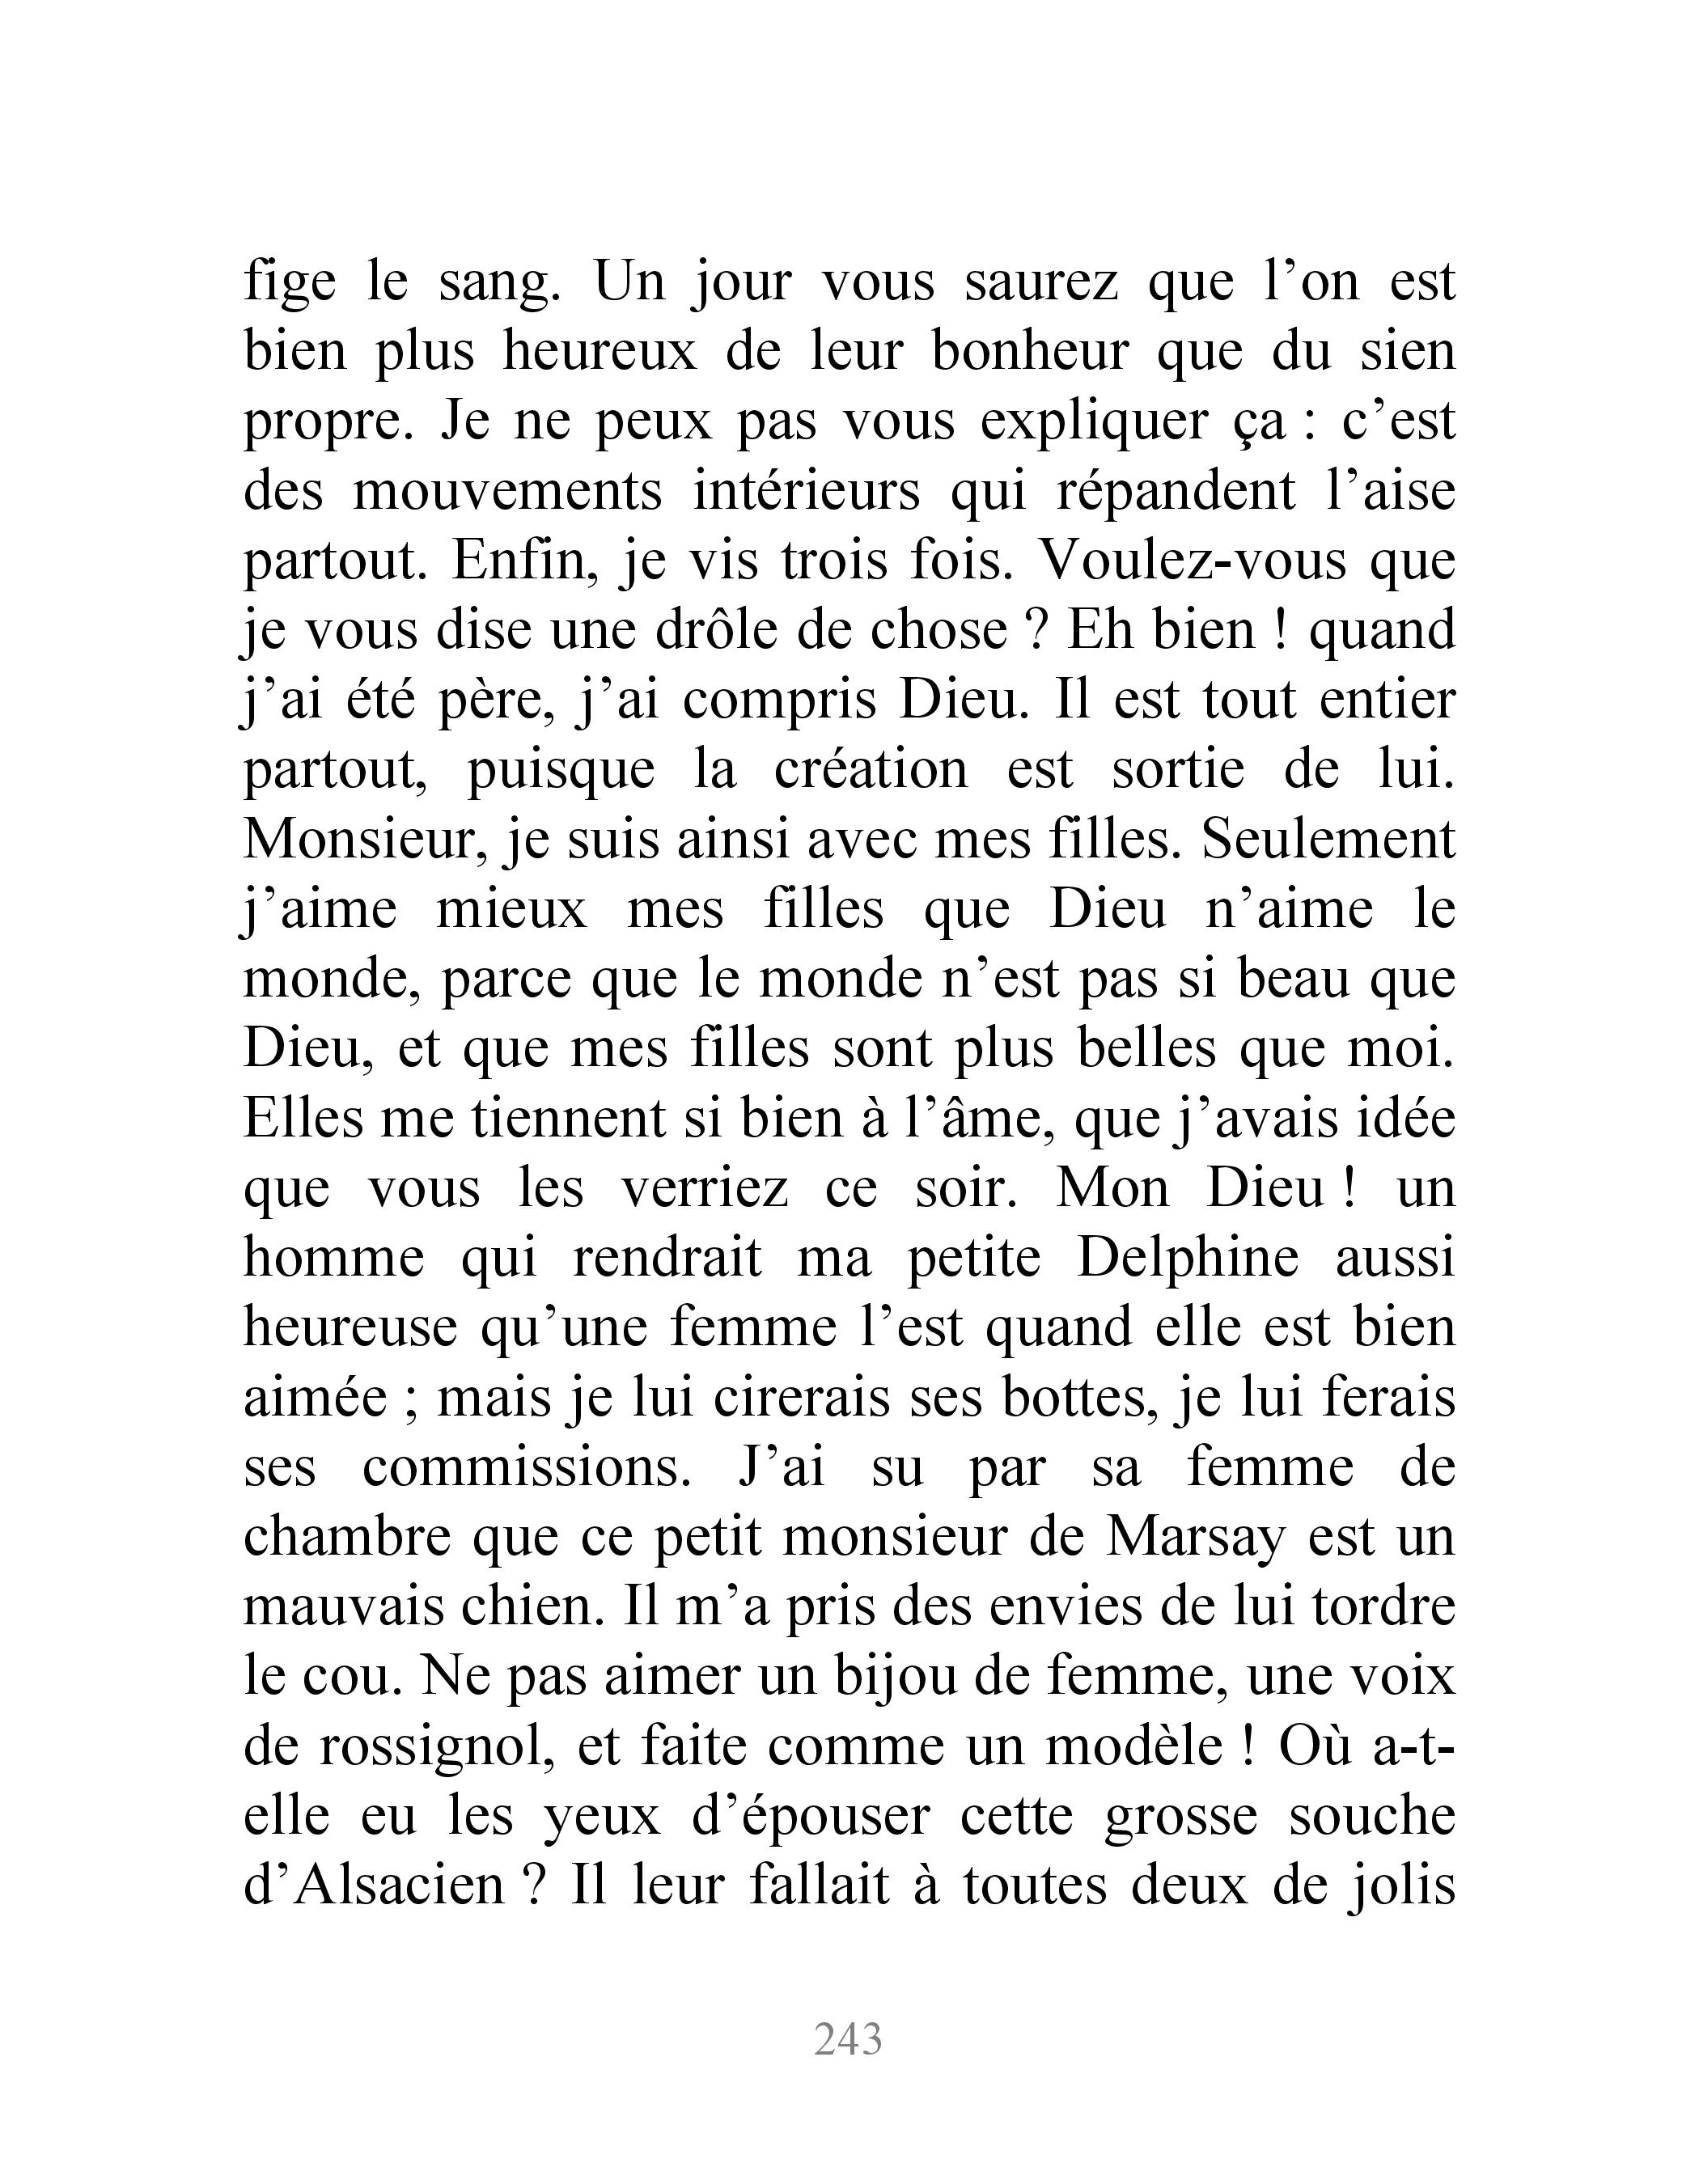 fige le sang. Un jour vous saurez que l’on est
bien plus heureux de leur bonheur que du sien
propre. Je ne peux pas vous expliquer ça : c’est
des mouvements intérieurs qui répandent l’aise
partout. Enfin, je vis trois fois. Voulez-vous que
je vous dise une drôle de chose ? Eh bien ! quand
j’ai été père, j’ai compris Dieu. Il est tout entier
partout, puisque la création est sortie de lui.
Monsieur, je suis ainsi avec mes filles. Seulement
j’aime mieux mes filles que Dieu n’aime le
monde, parce que le monde n’est pas si beau que
Dieu, et que mes filles sont plus belles que moi.
Elles me tiennent si bien à l’âme, que j’avais idée
que vous les verriez ce soir. Mon Dieu ! un
homme qui rendrait ma petite Delphine aussi
heureuse qu’une femme l’est quand elle est bien
aimée ; mais je lui cirerais ses bottes, je lui ferais
ses commissions. J’ai su par sa femme de
chambre que ce petit monsieur de Marsay est un
mauvais chien. Il m’a pris des envies de lui tordre
le cou. Ne pas aimer un bijou de femme, une voix
de rossignol, et faite comme un modèle ! Où a-t-
elle eu les yeux d’épouser cette grosse souche
d’Alsacien ? Il leur fallait à toutes deux de jolis
243